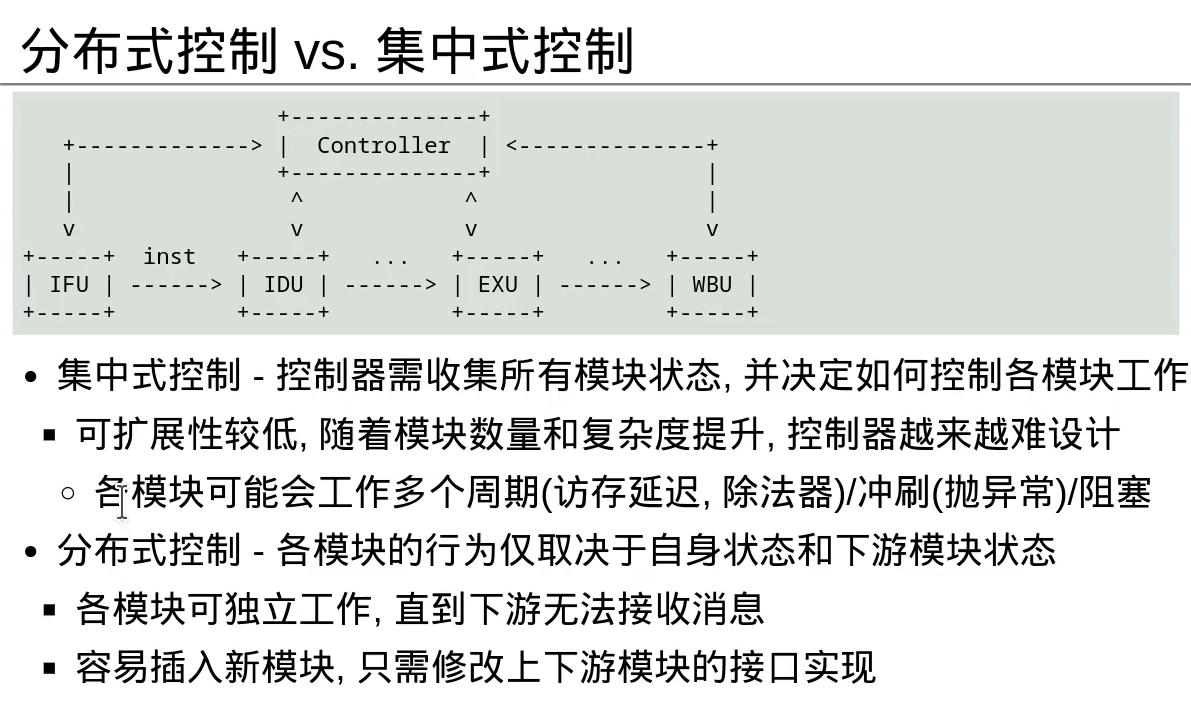 分布式控制 vs. 集中式控制
                   +--------------+
   +-------------> |  Controller  | <--------------+
   |               +--------------+                |
   |                ^            ^                 |
   v                v            v                 v
+-----+  inst   +-----+   ...   +-----+   ...   +-----+
| IFU | ------> | IDU | ------> | EXU | ------> | WBU |
+-----+         +-----+         +-----+         +-----+
• 集中式控制 - 控制器需收集所有模块状态, 并决定如何控制各模块工作
▪ 可扩展性较低, 随着模块数量和复杂度提升, 控制器越来越难设计
○ 各模块可能会工作多个周期(访存延迟, 除法器)/冲刷(抛异常)/阻塞
• 分布式控制 - 各模块的行为仅取决于自身状态和下游模块状态
▪ 各模块可独立工作, 直到下游无法接收消息
▪ 容易插入新模块, 只需修改上下游模块的接口实现